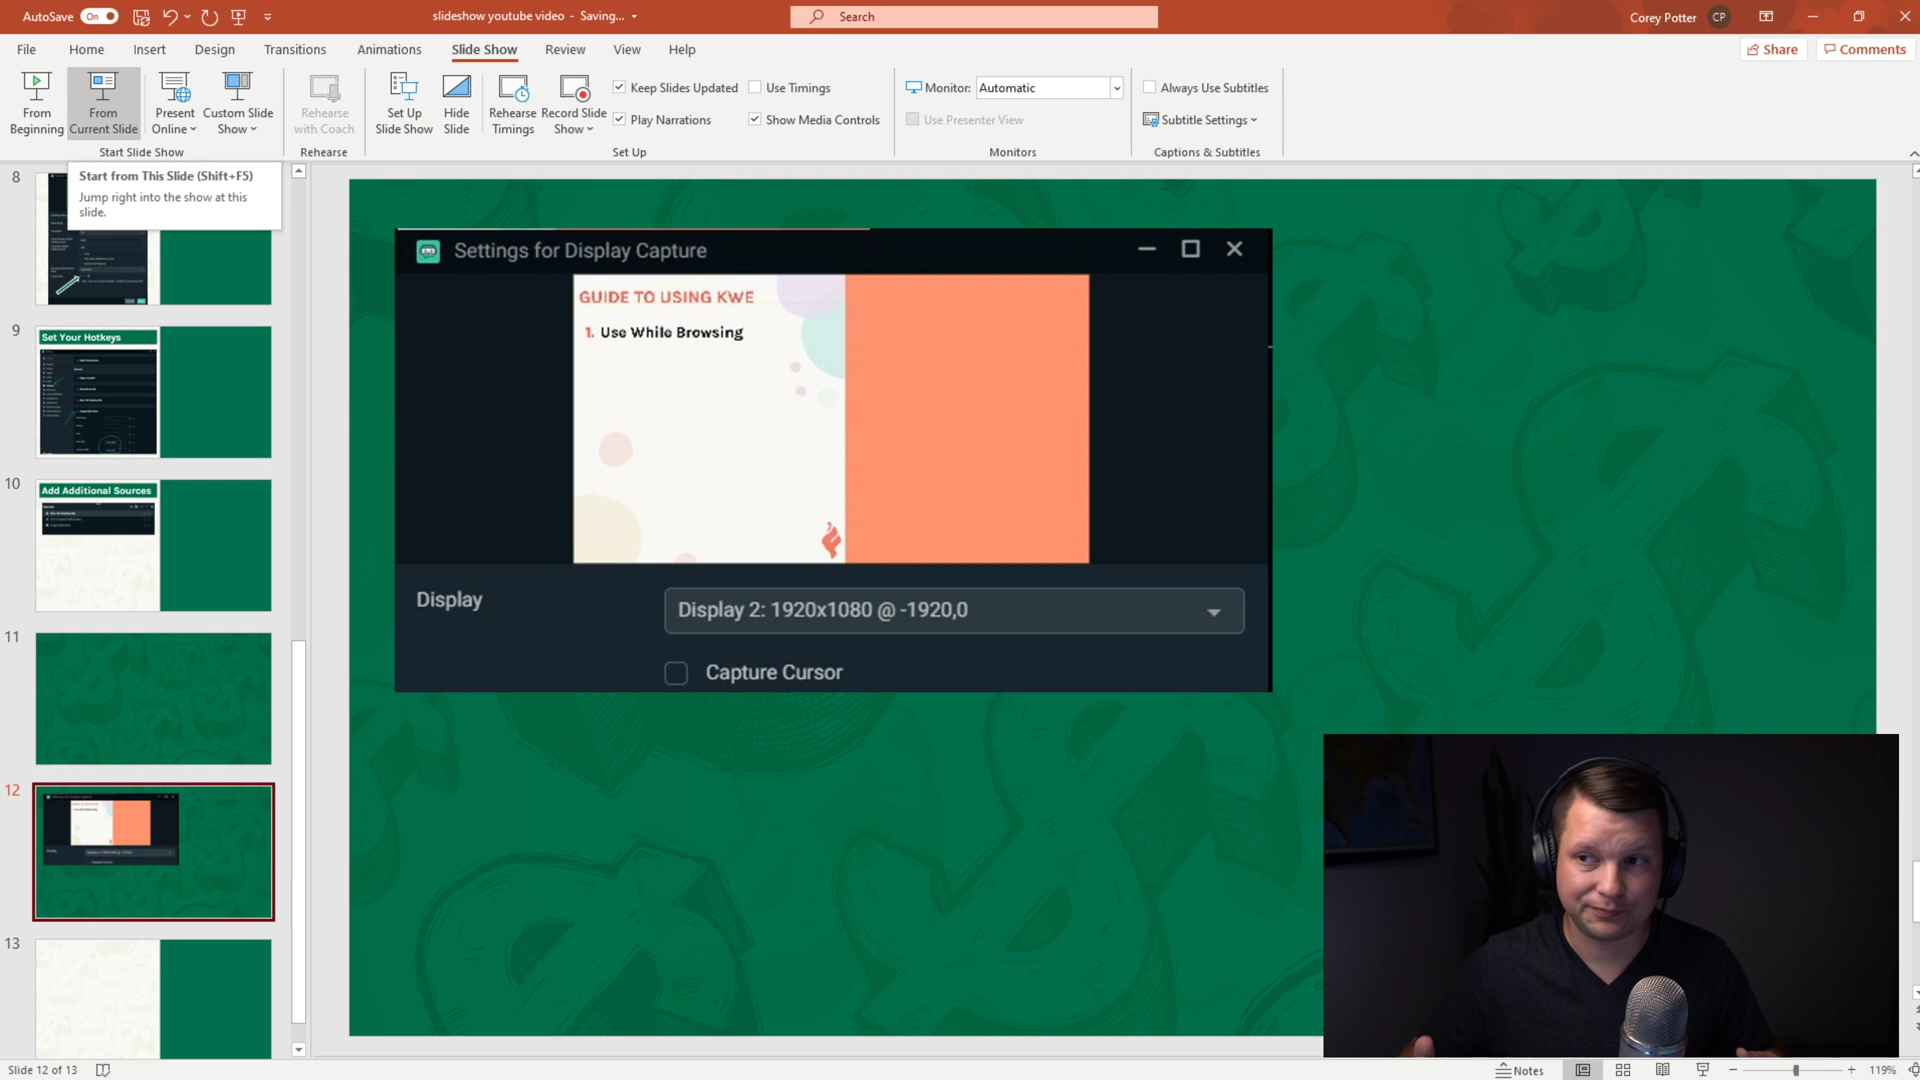 AutoSave On slideshow youtube video - Saving... Search Corey Potter CP
File Home Insert Design Transitions Animations Slide Show Review View Help Share Comments
From Beginning
From Current Slide
Present Online
Custom Slide Show
Start Slide Show
Rehearse with Coach
Rehearse
Set Up Slide Show
Hide Slide
Rehearse Timings
Record Slide Show
Keep Slides Updated
Use Timings
Play Narrations
Show Media Controls
Set Up
Monitor: Automatic
Use Presenter View
Monitors
Always Use Subtitles
Subtitle Settings
Captions & Subtitles
Start from This Slide (Shift+F5)
Jump right into the show at this
slide.
8
9
Set Your Hotkeys
10
Add Additional Sources
11
12
13
Settings for Display Capture
GUIDE TO USING KWE
1. Use While Browsing
Display
Display 2: 1920x1080 @ -1920,0
Capture Cursor
Slide 12 of 13 Notes 119%